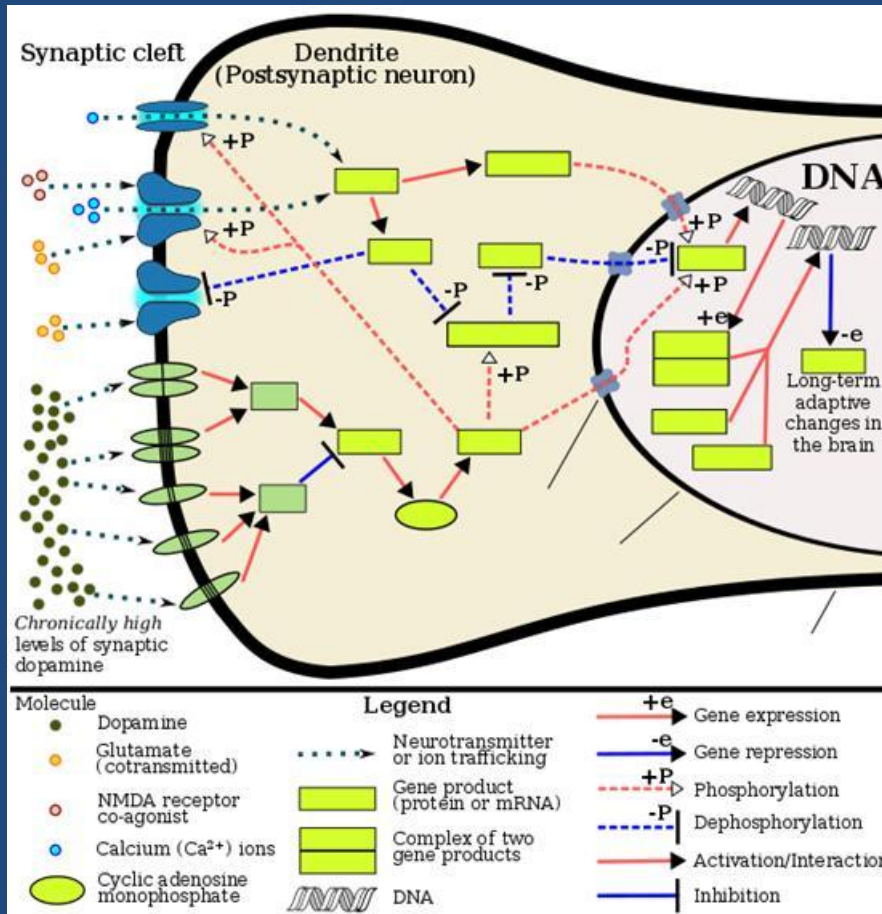 Synaptic cleft
Dendrite
(Postsynaptic neuron)
+P
+P
-P
-P
-P
+P
-P
+P
+P
DNA
+e
-e
Long-term
adaptive
changes in
the brain
Chronically high
levels of synaptic
dopamine
Molecule
Dopamine
Glutamate
(cotransmitted)
NMDA receptor
co-agonist
Calcium (Ca²⁺) ions
Cyclic adenosine
monophosphate
Legend
Neurotransmitter
or ion trafficking
Gene product
(protein or mRNA)
Complex of two
gene products
DNA
+e
Gene expression
-e
Gene repression
+P
Phosphorylation
-P
Dephosphorylation
Activation/Interaction
Inhibition